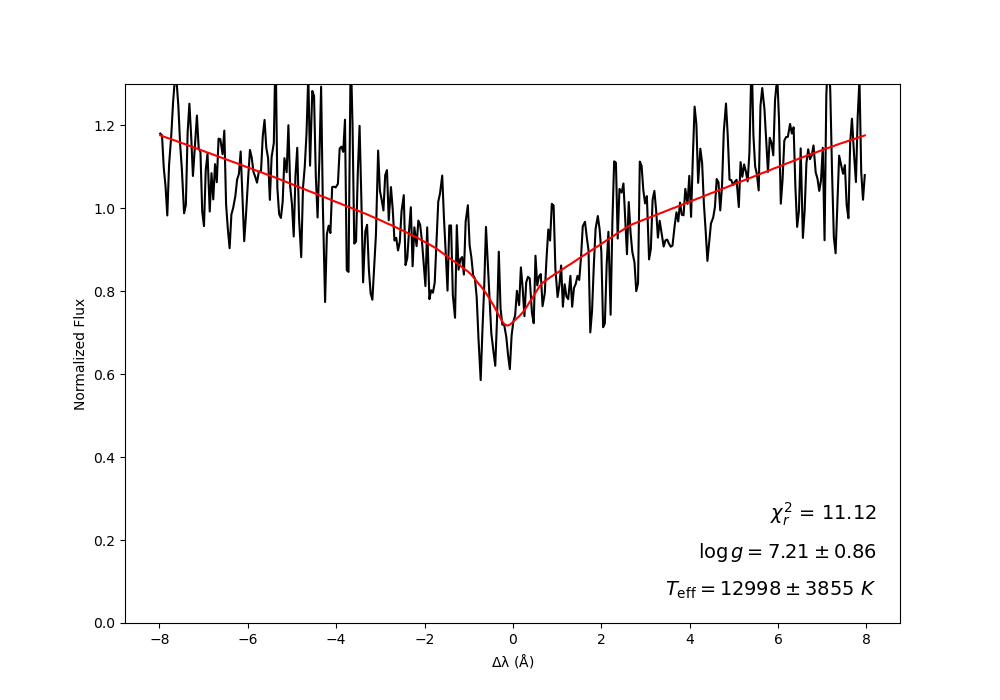 1.2
1.0
0.8
0.6
0.4
0.2
0.0
Normalized Flux
χ²ᵣ = 11.12
log g = 7.21 ± 0.86
T_eff = 12998 ± 3855 K
−8 −6 −4 −2 0 2 4 6 8
Δλ (Å)